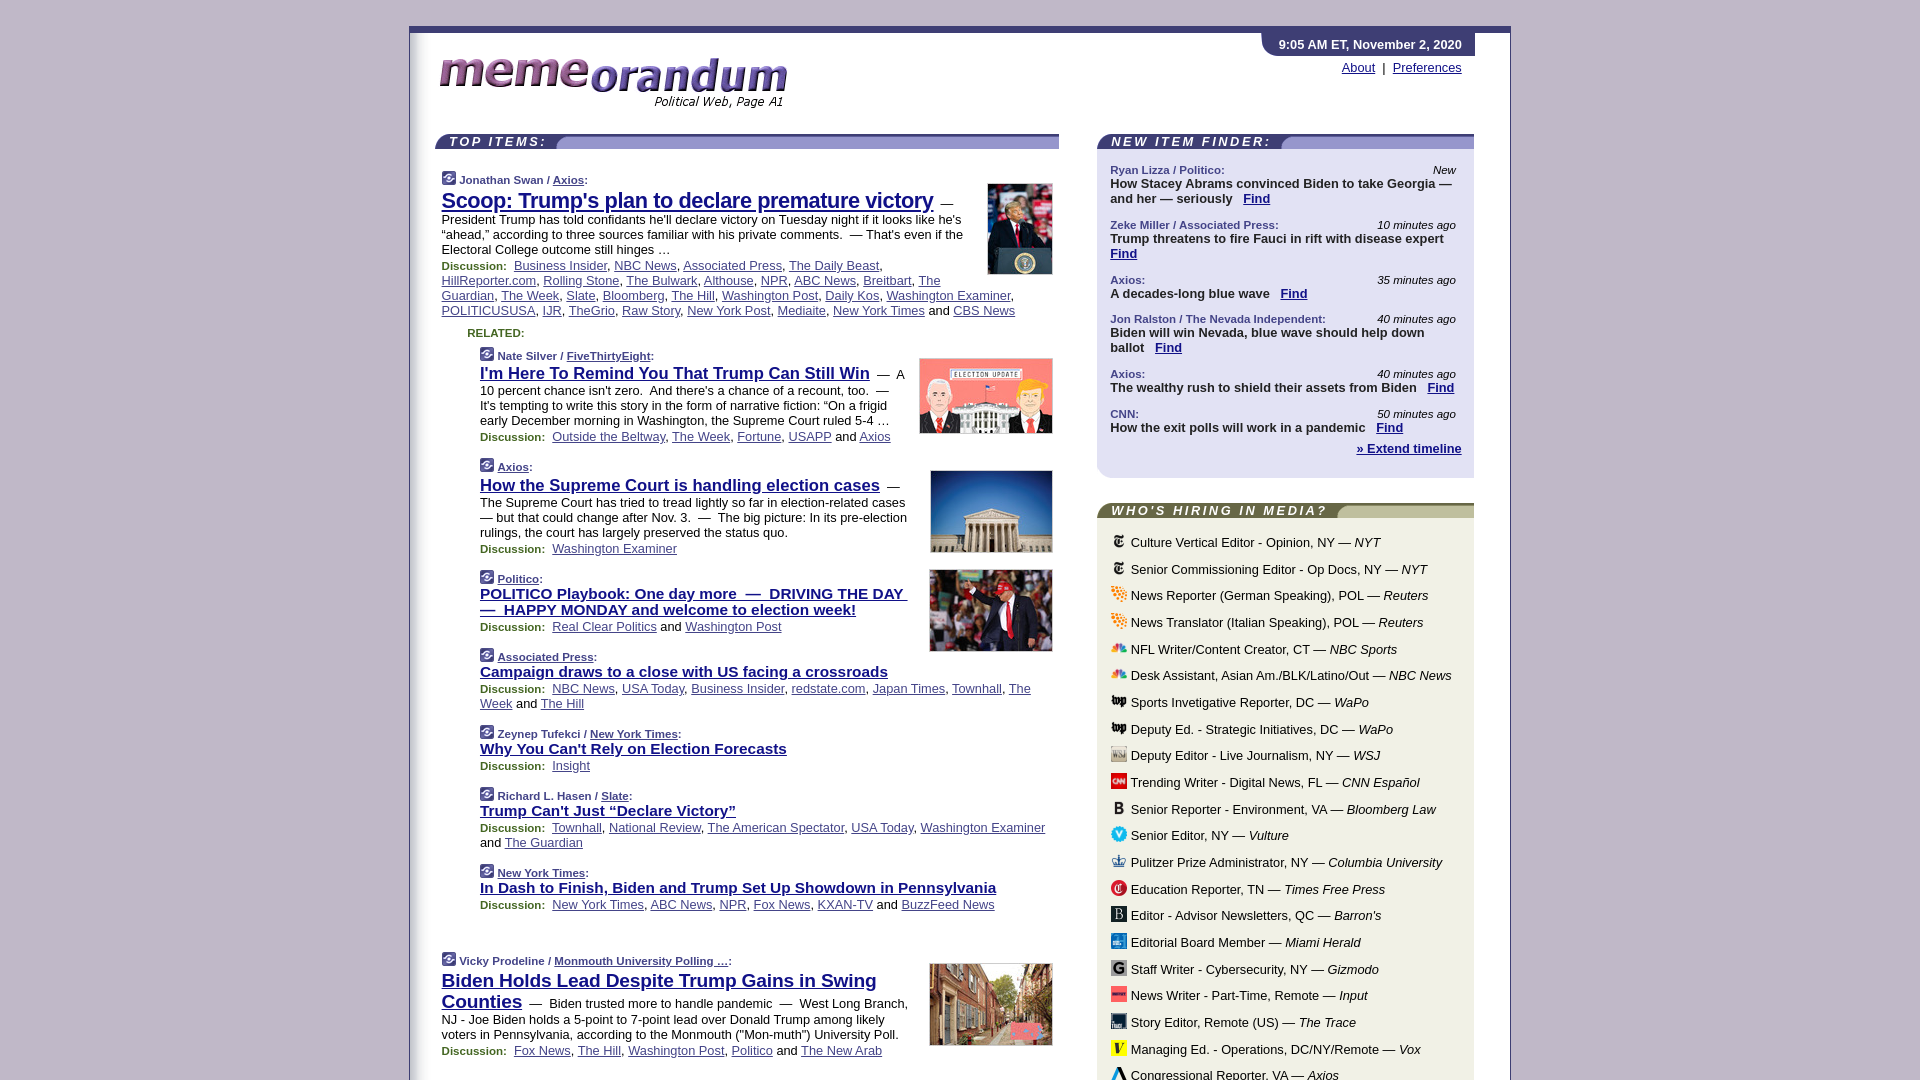 9:05 AM ET, November 2, 2020
memeorandum
Political Web, Page A1
About | Preferences
TOP ITEMS:
Jonathan Swan / Axios:
Scoop: Trump's plan to declare premature victory —
President Trump has told confidants he'll declare victory on Tuesday night if it looks like he's
“ahead,” according to three sources familiar with his private comments. — That's even if the
Electoral College outcome still hinges …
Discussion: Business Insider, NBC News, Associated Press, The Daily Beast,
HillReporter.com, Rolling Stone, The Bulwark, Althouse, NPR, ABC News, Breitbart, The
Guardian, The Week, Slate, Bloomberg, The Hill, Washington Post, Daily Kos, Washington Examiner,
POLITICUSUSA, IJR, TheGrio, Raw Story, New York Post, Mediaite, New York Times and CBS News
RELATED:
Nate Silver / FiveThirtyEight:
I'm Here To Remind You That Trump Can Still Win — A
10 percent chance isn't zero. And there's a chance of a recount, too. —
It's tempting to write this story in the form of narrative fiction: “On a frigid
early December morning in Washington, the Supreme Court ruled 5-4 …
Discussion: Outside the Beltway, The Week, Fortune, USAPP and Axios
ELECTION UPDATE
Axios:
How the Supreme Court is handling election cases —
The Supreme Court has tried to tread lightly so far in election-related cases
— but that could change after Nov. 3. — The big picture: In its pre-election
rulings, the court has largely preserved the status quo.
Discussion: Washington Examiner
Politico:
POLITICO Playbook: One day more — DRIVING THE DAY
— HAPPY MONDAY and welcome to election week!
Discussion: Real Clear Politics and Washington Post
Associated Press:
Campaign draws to a close with US facing a crossroads
Discussion: NBC News, USA Today, Business Insider, redstate.com, Japan Times, Townhall, The
Week and The Hill
Zeynep Tufekci / New York Times:
Why You Can't Rely on Election Forecasts
Discussion: Insight
Richard L. Hasen / Slate:
Trump Can't Just “Declare Victory”
Discussion: Townhall, National Review, The American Spectator, USA Today, Washington Examiner
and The Guardian
New York Times:
In Dash to Finish, Biden and Trump Set Up Showdown in Pennsylvania
Discussion: New York Times, ABC News, NPR, Fox News, KXAN-TV and BuzzFeed News
Vicky Prodeline / Monmouth University Polling …:
Biden Holds Lead Despite Trump Gains in Swing
Counties — Biden trusted more to handle pandemic — West Long Branch,
NJ - Joe Biden holds a 5-point to 7-point lead over Donald Trump among likely
voters in Pennsylvania, according to the Monmouth ("Mon-muth") University Poll.
Discussion: Fox News, The Hill, Washington Post, Politico and The New Arab
NEW ITEM FINDER:
Ryan Lizza / Politico: New
How Stacey Abrams convinced Biden to take Georgia —
and her — seriously Find
Zeke Miller / Associated Press: 10 minutes ago
Trump threatens to fire Fauci in rift with disease expert
Find
Axios: 35 minutes ago
A decades-long blue wave Find
Jon Ralston / The Nevada Independent: 40 minutes ago
Biden will win Nevada, blue wave should help down
ballot Find
Axios: 40 minutes ago
The wealthy rush to shield their assets from Biden Find
CNN: 50 minutes ago
How the exit polls will work in a pandemic Find
» Extend timeline
WHO'S HIRING IN MEDIA?
Culture Vertical Editor - Opinion, NY — NYT
Senior Commissioning Editor - Op Docs, NY — NYT
News Reporter (German Speaking), POL — Reuters
News Translator (Italian Speaking), POL — Reuters
NFL Writer/Content Creator, CT — NBC Sports
Desk Assistant, Asian Am./BLK/Latino/Out — NBC News
Sports Invetigative Reporter, DC — WaPo
Deputy Ed. - Strategic Initiatives, DC — WaPo
Deputy Editor - Live Journalism, NY — WSJ
Trending Writer - Digital News, FL — CNN Español
Senior Reporter - Environment, VA — Bloomberg Law
Senior Editor, NY — Vulture
Pulitzer Prize Administrator, NY — Columbia University
Education Reporter, TN — Times Free Press
Editor - Advisor Newsletters, QC — Barron's
Editorial Board Member — Miami Herald
Staff Writer - Cybersecurity, NY — Gizmodo
News Writer - Part-Time, Remote — Input
Story Editor, Remote (US) — The Trace
Managing Ed. - Operations, DC/NY/Remote — Vox
Congressional Reporter, VA — Axios